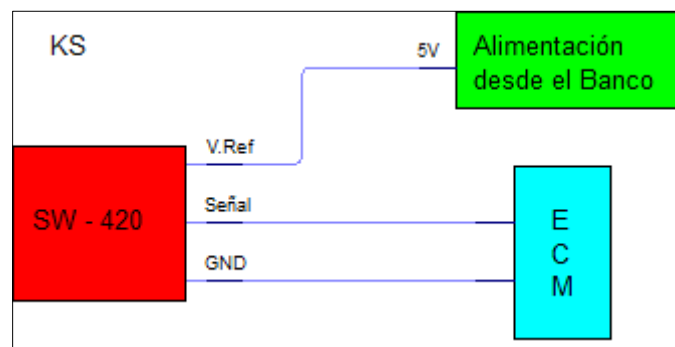 KS
5V
Alimentación
desde el Banco
V.Ref
SW - 420
Señal
GND
E
C
M